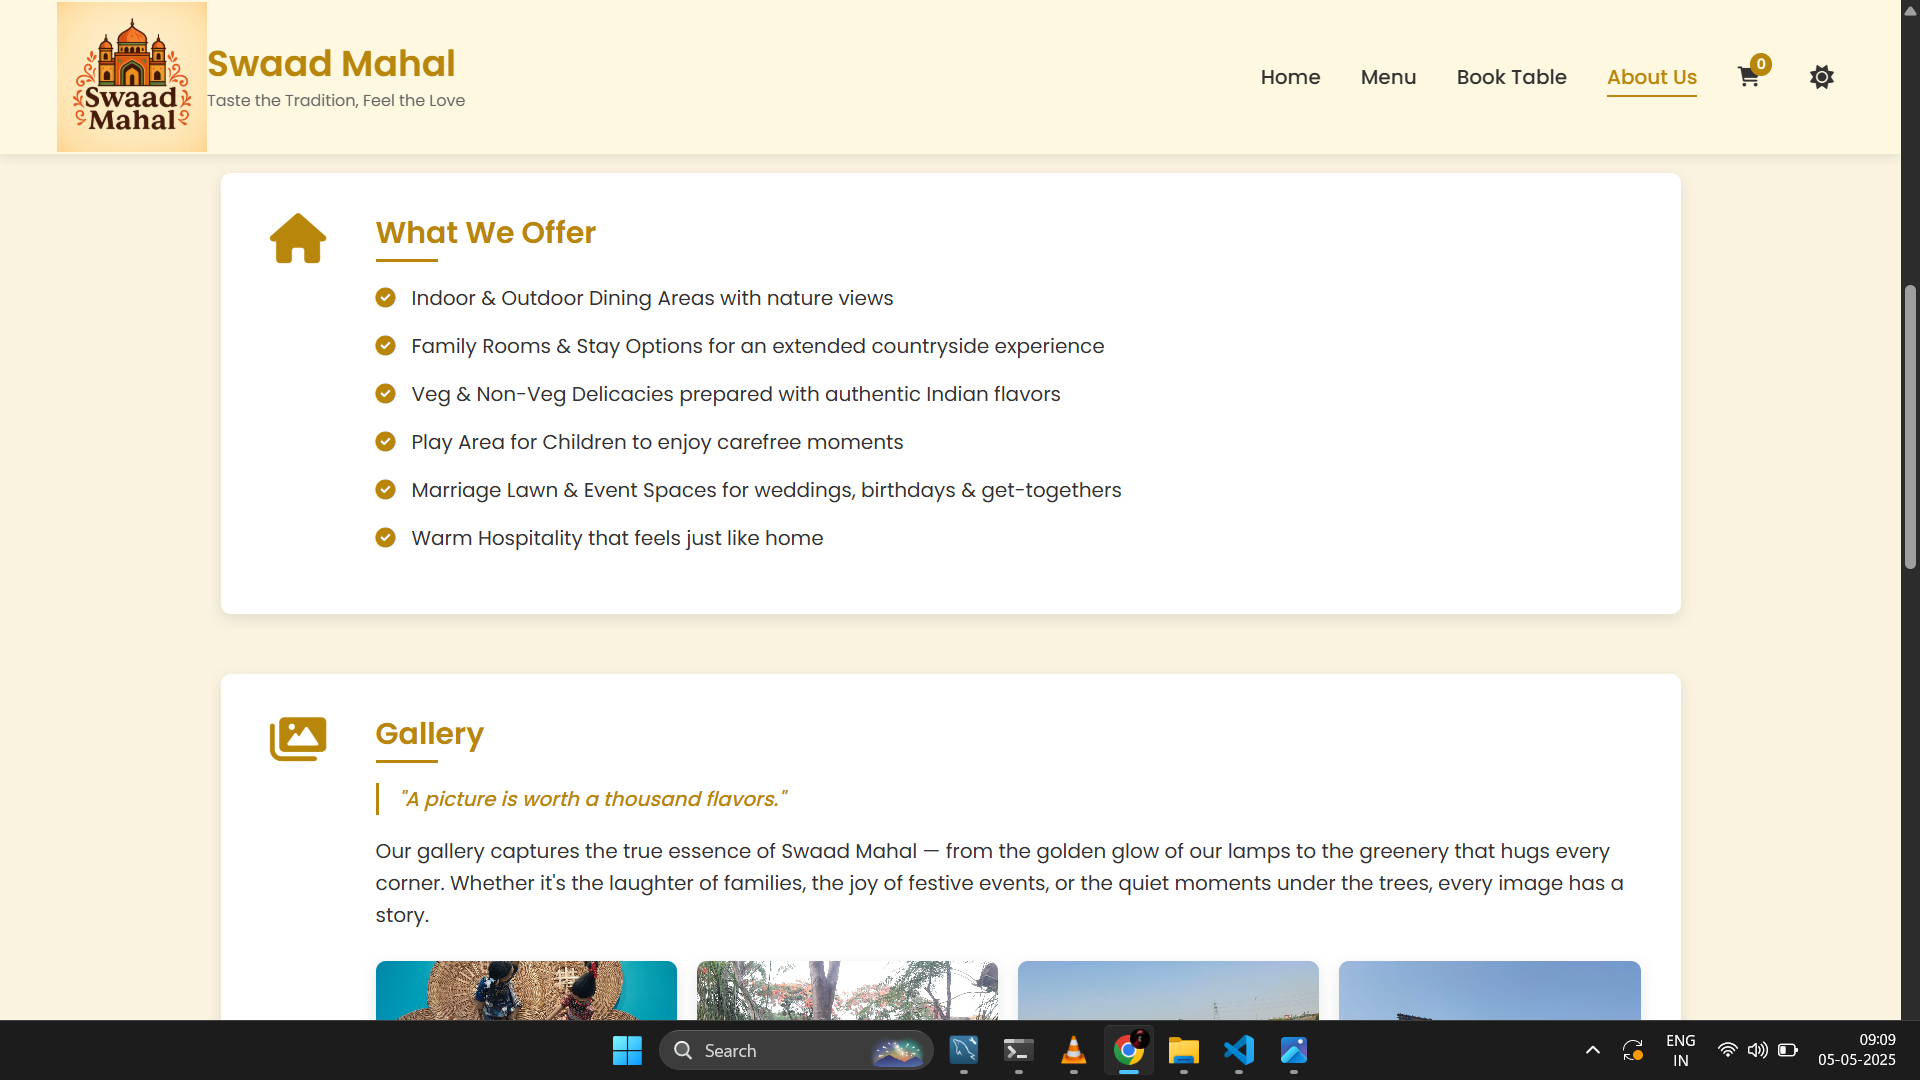 Swaad
Mahal
Swaad Mahal
Taste the Tradition, Feel the Love
Home
Menu
Book Table
About Us
0
What We Offer
Indoor & Outdoor Dining Areas with nature views
Family Rooms & Stay Options for an extended countryside experience
Veg & Non-Veg Delicacies prepared with authentic Indian flavors
Play Area for Children to enjoy carefree moments
Marriage Lawn & Event Spaces for weddings, birthdays & get-togethers
Warm Hospitality that feels just like home
Gallery
"A picture is worth a thousand flavors."
Our gallery captures the true essence of Swaad Mahal — from the golden glow of our lamps to the greenery that hugs every
corner. Whether it's the laughter of families, the joy of festive events, or the quiet moments under the trees, every image has a
story.
Search
ENG
IN
09:09
05-05-2025